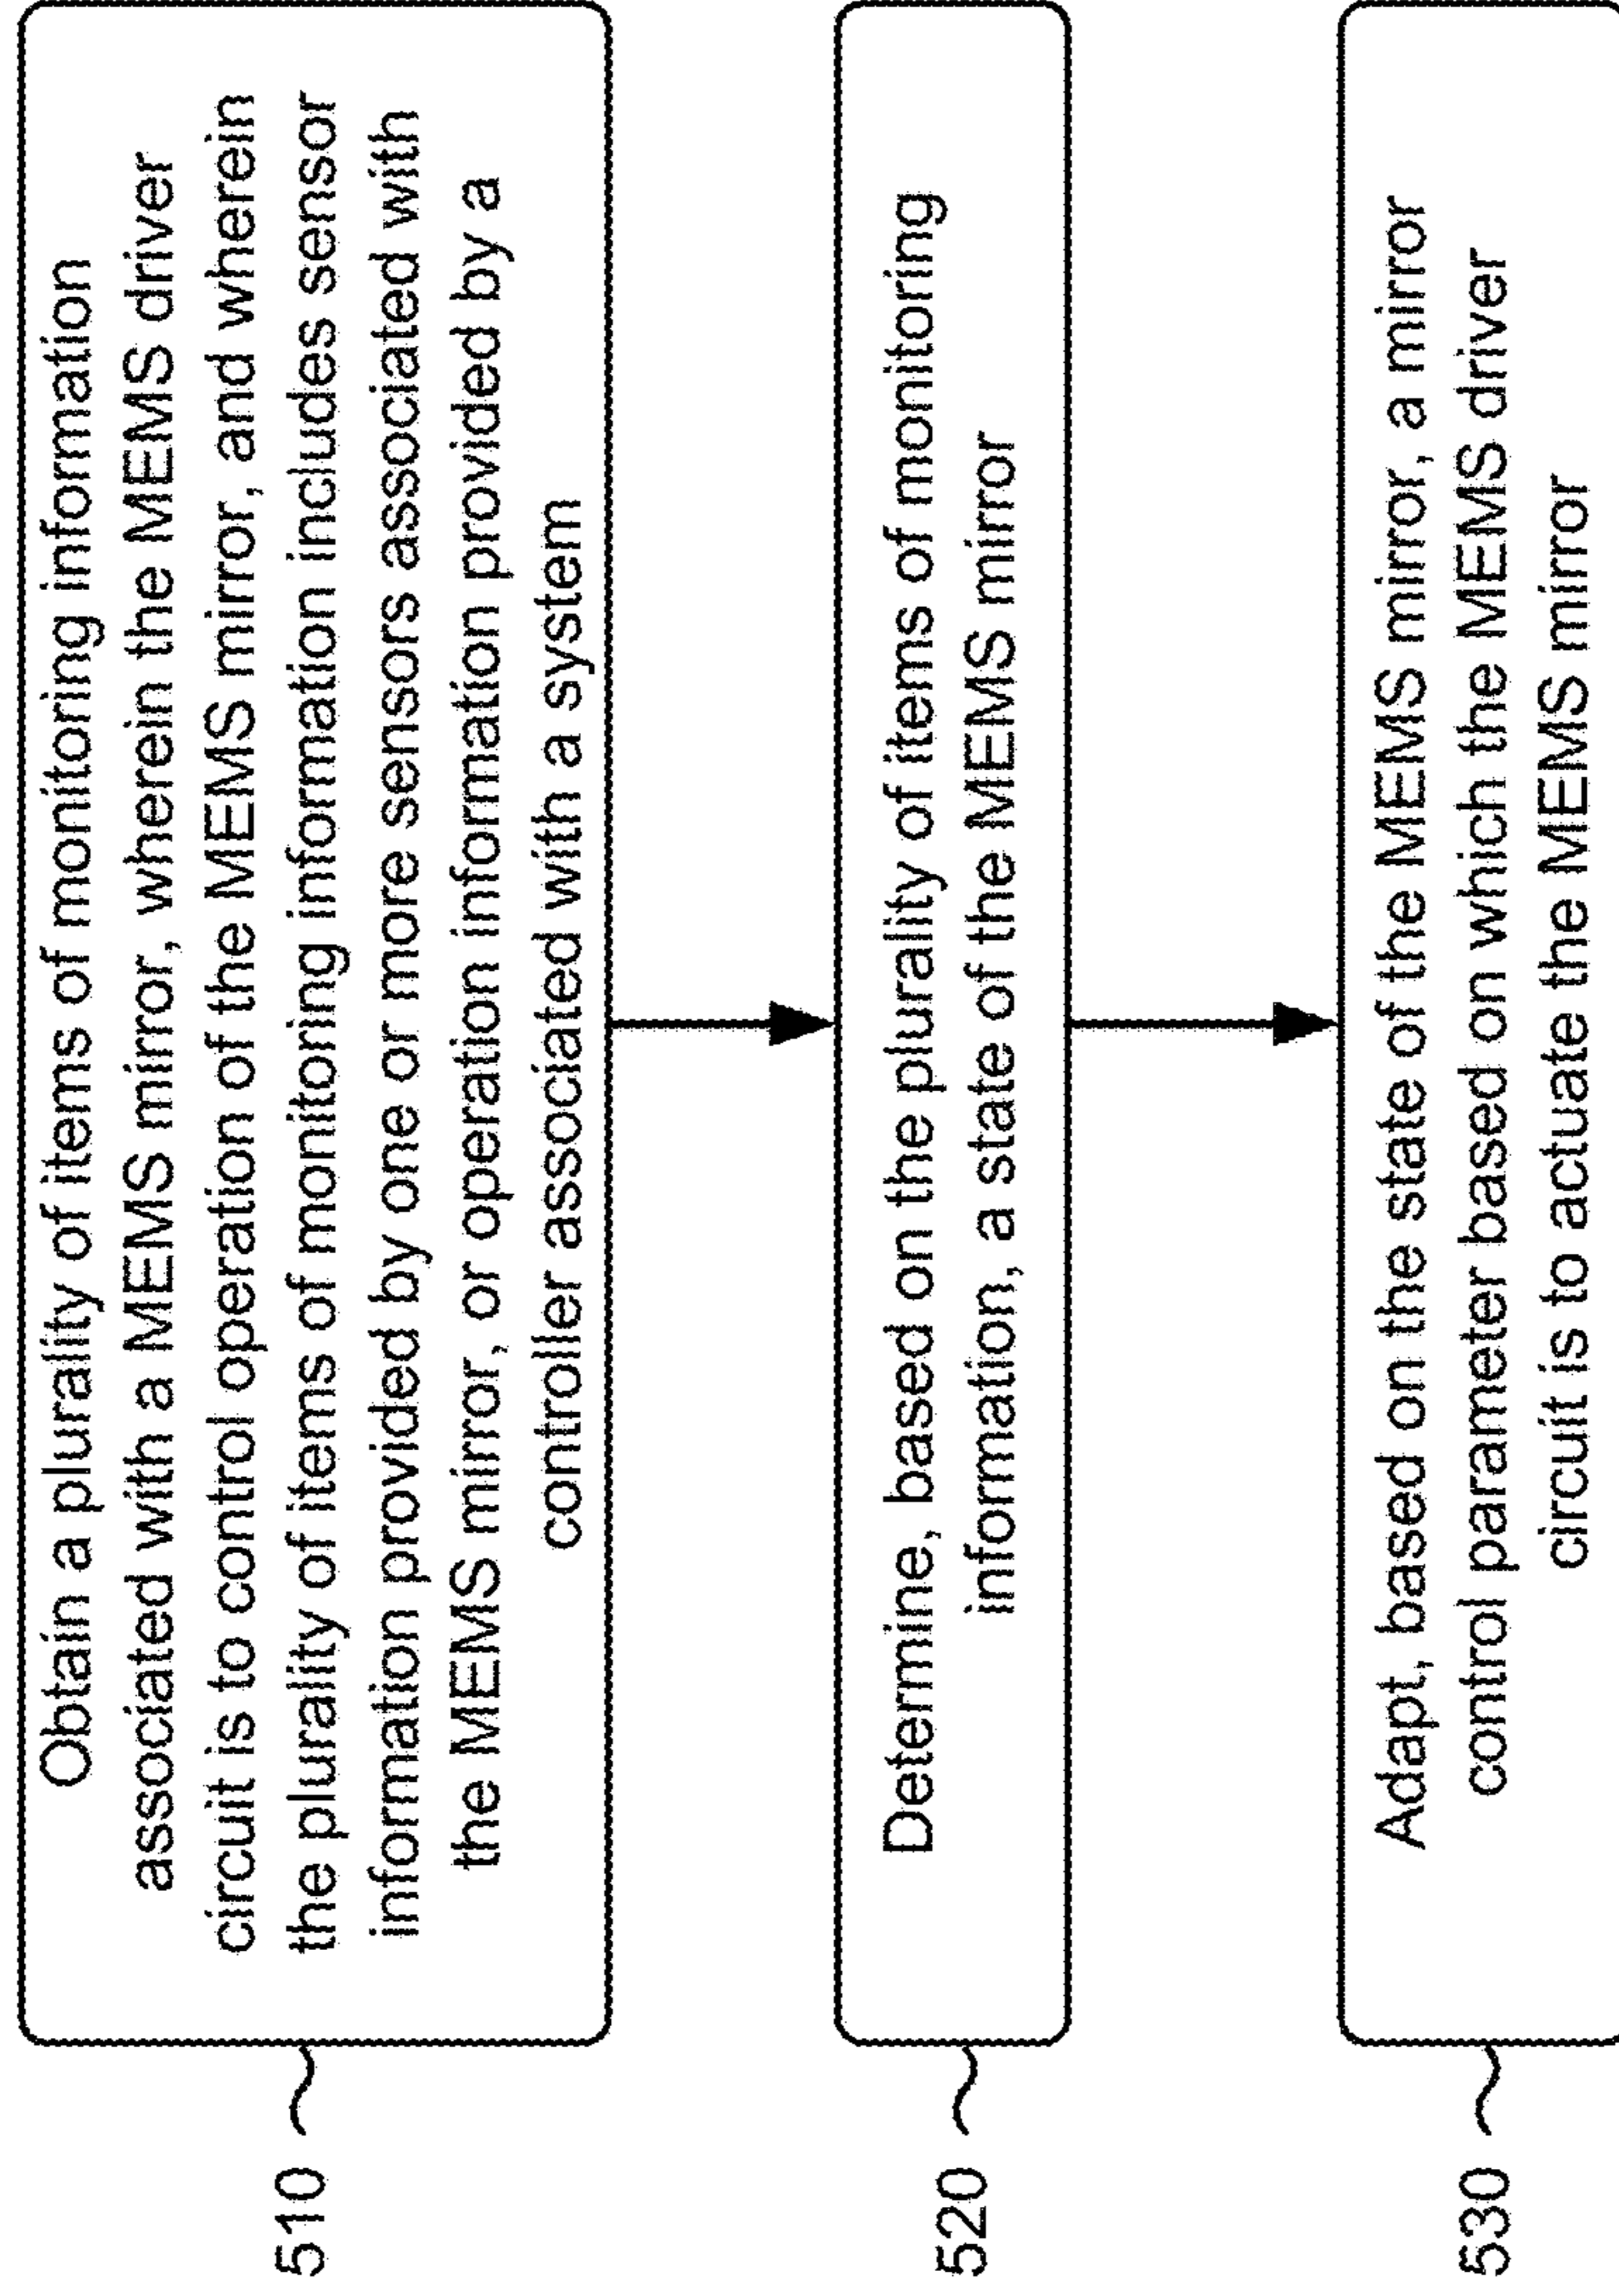 510
Obtain a plurality of items of monitoring information
associated with a MEMS mirror, wherein the MEMS driver
circuit is to control operation of the MEMS mirror, and wherein
the plurality of items of monitoring information includes sensor
information provided by one or more sensors associated with
the MEMS mirror, or operation information provided by a
controller associated with a system
520
Determine, based on the plurality of items of monitoring
information, a state of the MEMS mirror
530
Adapt, based on the state of the MEMS mirror, a mirror
control parameter based on which the MEMS driver
circuit is to actuate the MEMS mirror